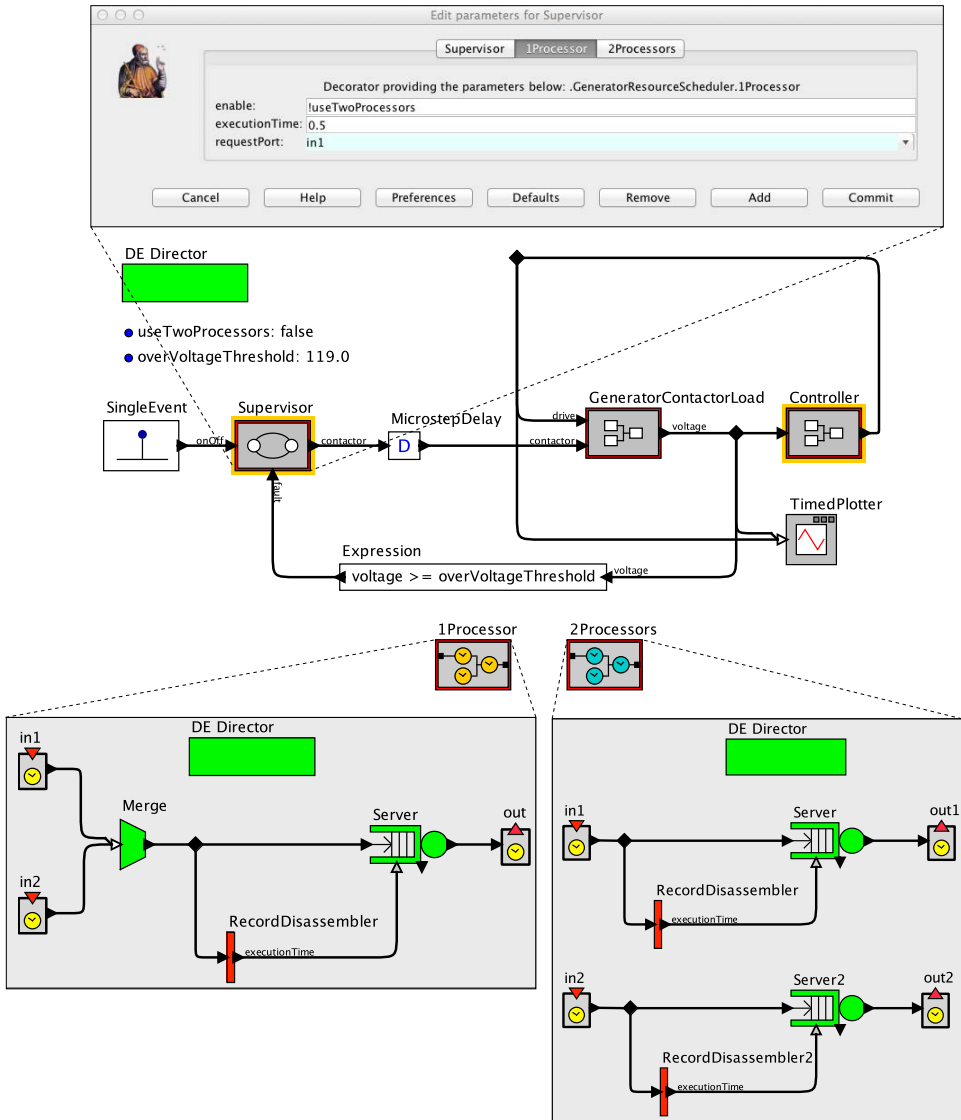 Edit parameters for Supervisor
Supervisor 1Processor 2Processors
Decorator providing the parameters below: .GeneratorResourceScheduler.1Processor
enable: !useTwoProcessors
executionTime: 0.5
requestPort: in1
Cancel Help Preferences Defaults Remove Add Commit
DE Director
useTwoProcessors: false
overVoltageThreshold: 119.0
SingleEvent
Supervisor
onOff
contactor
fault
MicrostepDelay
D
GeneratorContactorLoad
drive
contactor
voltage
Controller
TimedPlotter
Expression
voltage >= overVoltageThreshold
voltage
1Processor
2Processors
DE Director
in1
Merge
in2
Server
out
RecordDisassembler
executionTime
DE Director
in1
Server
out1
RecordDisassembler
executionTime
in2
Server2
out2
RecordDisassembler2
executionTime